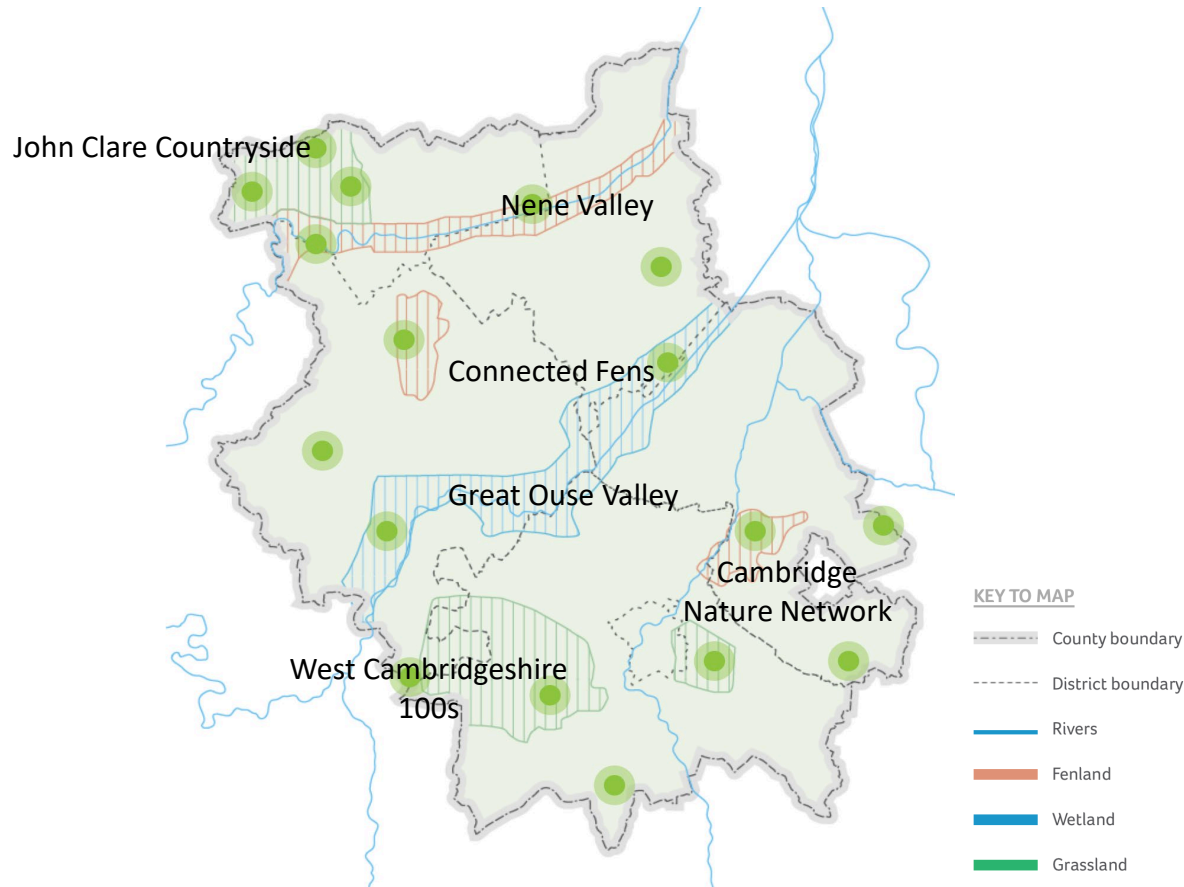 John Clare Countryside
Nene Valley
Connected Fens
Great Ouse Valley
Cambridge
Nature Network
West Cambridgeshire
100s
KEY TO MAP
County boundary
District boundary
Rivers
Fenland
Wetland
Grassland